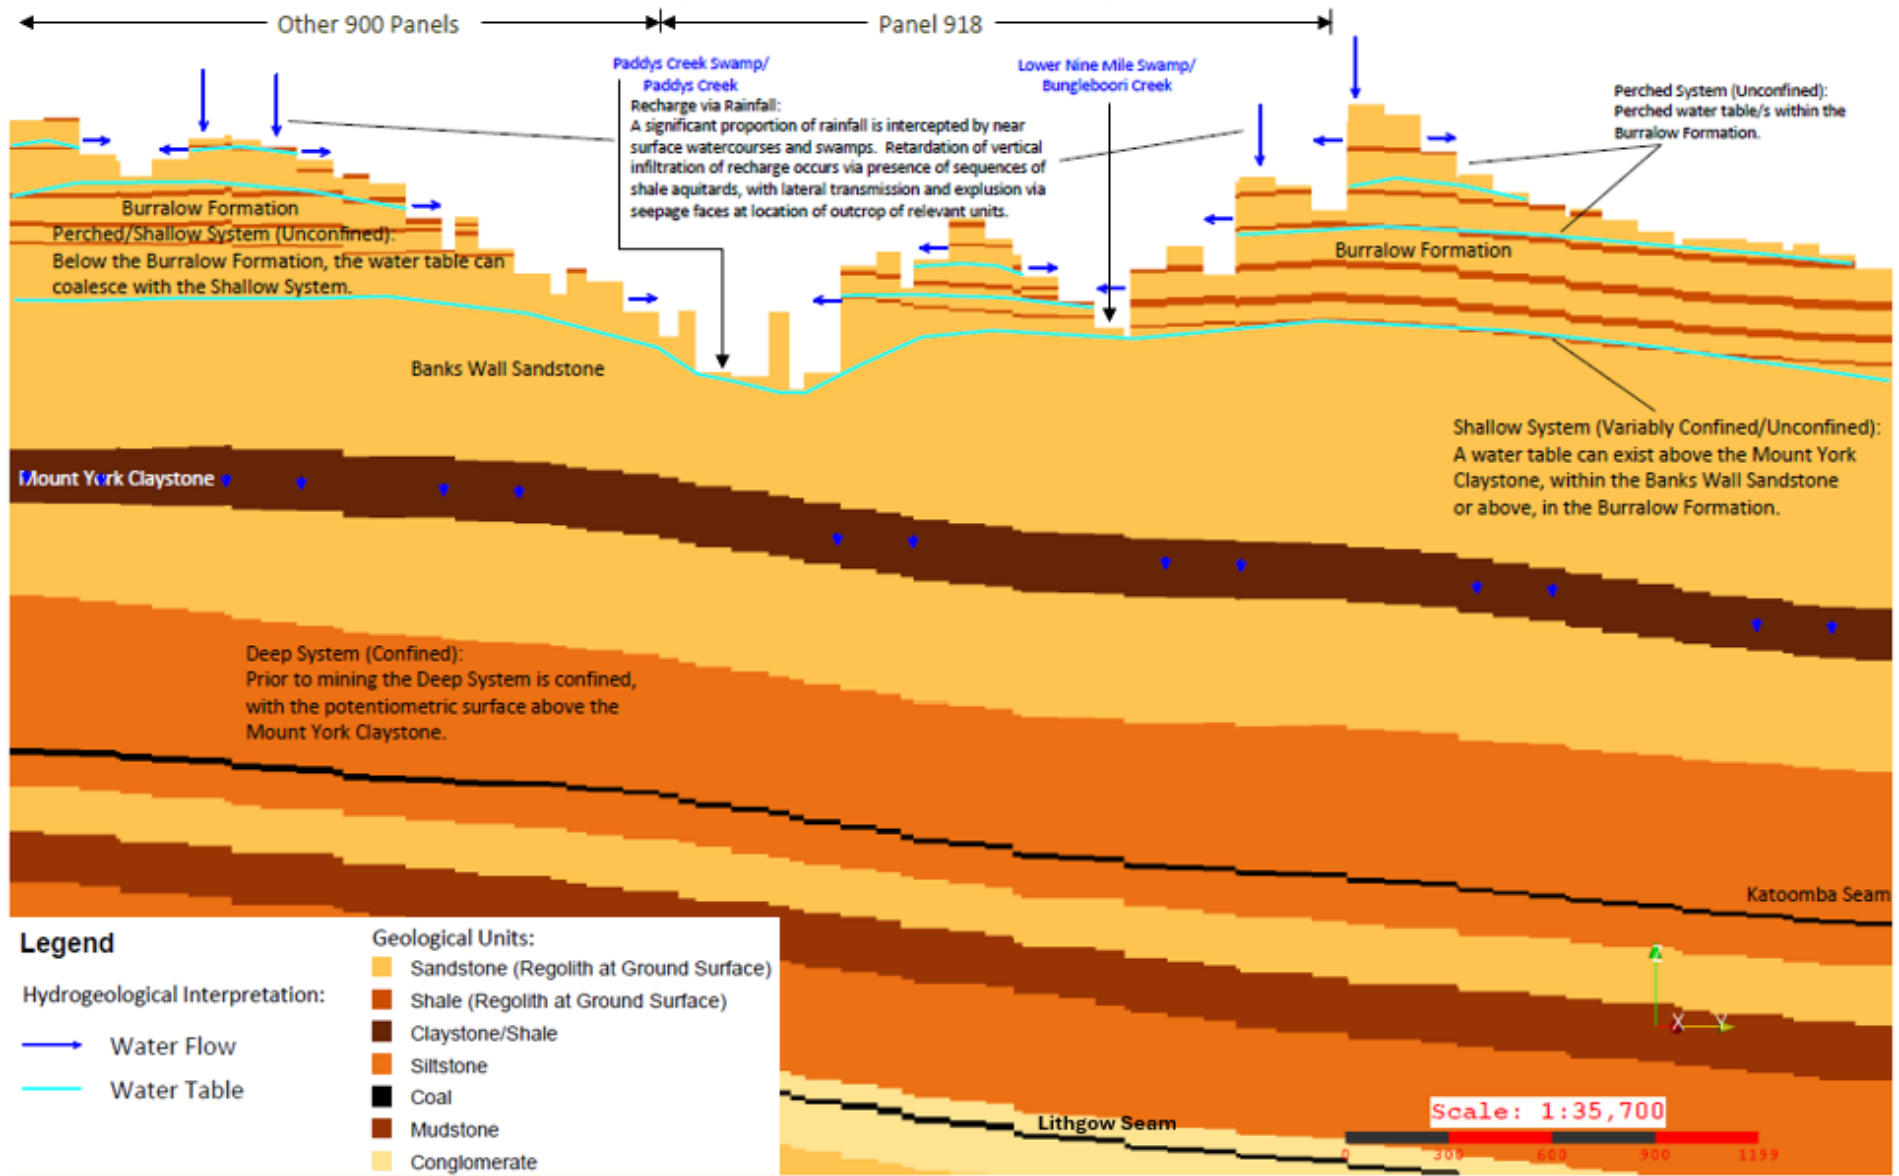 Other 900 Panels
Panel 918
Paddys Creek Swamp/
Paddys Creek
Lower Nine Mile Swamp/
Bungleboori Creek
Recharge via Rainfall:
A significant proportion of rainfall is intercepted by near
surface watercourses and swamps. Retardation of vertical
infiltration of recharge occurs via presence of sequences of
shale aquitards, with lateral transmission and explusion via
seepage faces at location of outcrop of relevant units.
Perched System (Unconfined):
Perched water table/s within the
Burralow Formation.
Burralow Formation
Perched/Shallow System (Unconfined):
Below the Burralow Formation, the water table can
coalesce with the Shallow System.
Burralow Formation
Banks Wall Sandstone
Shallow System (Variably Confined/Unconfined):
A water table can exist above the Mount York
Claystone, within the Banks Wall Sandstone
or above, in the Burralow Formation.
Mount York Claystone
Deep System (Confined):
Prior to mining the Deep System is confined,
with the potentiometric surface above the
Mount York Claystone.
Katoomba Seam
Lithgow Seam
Legend
Hydrogeological Interpretation:
Water Flow
Water Table
Geological Units:
Sandstone (Regolith at Ground Surface)
Shale (Regolith at Ground Surface)
Claystone/Shale
Siltstone
Coal
Mudstone
Conglomerate
Z
X Y
Scale: 1:35,700
0 300 600 900 1199